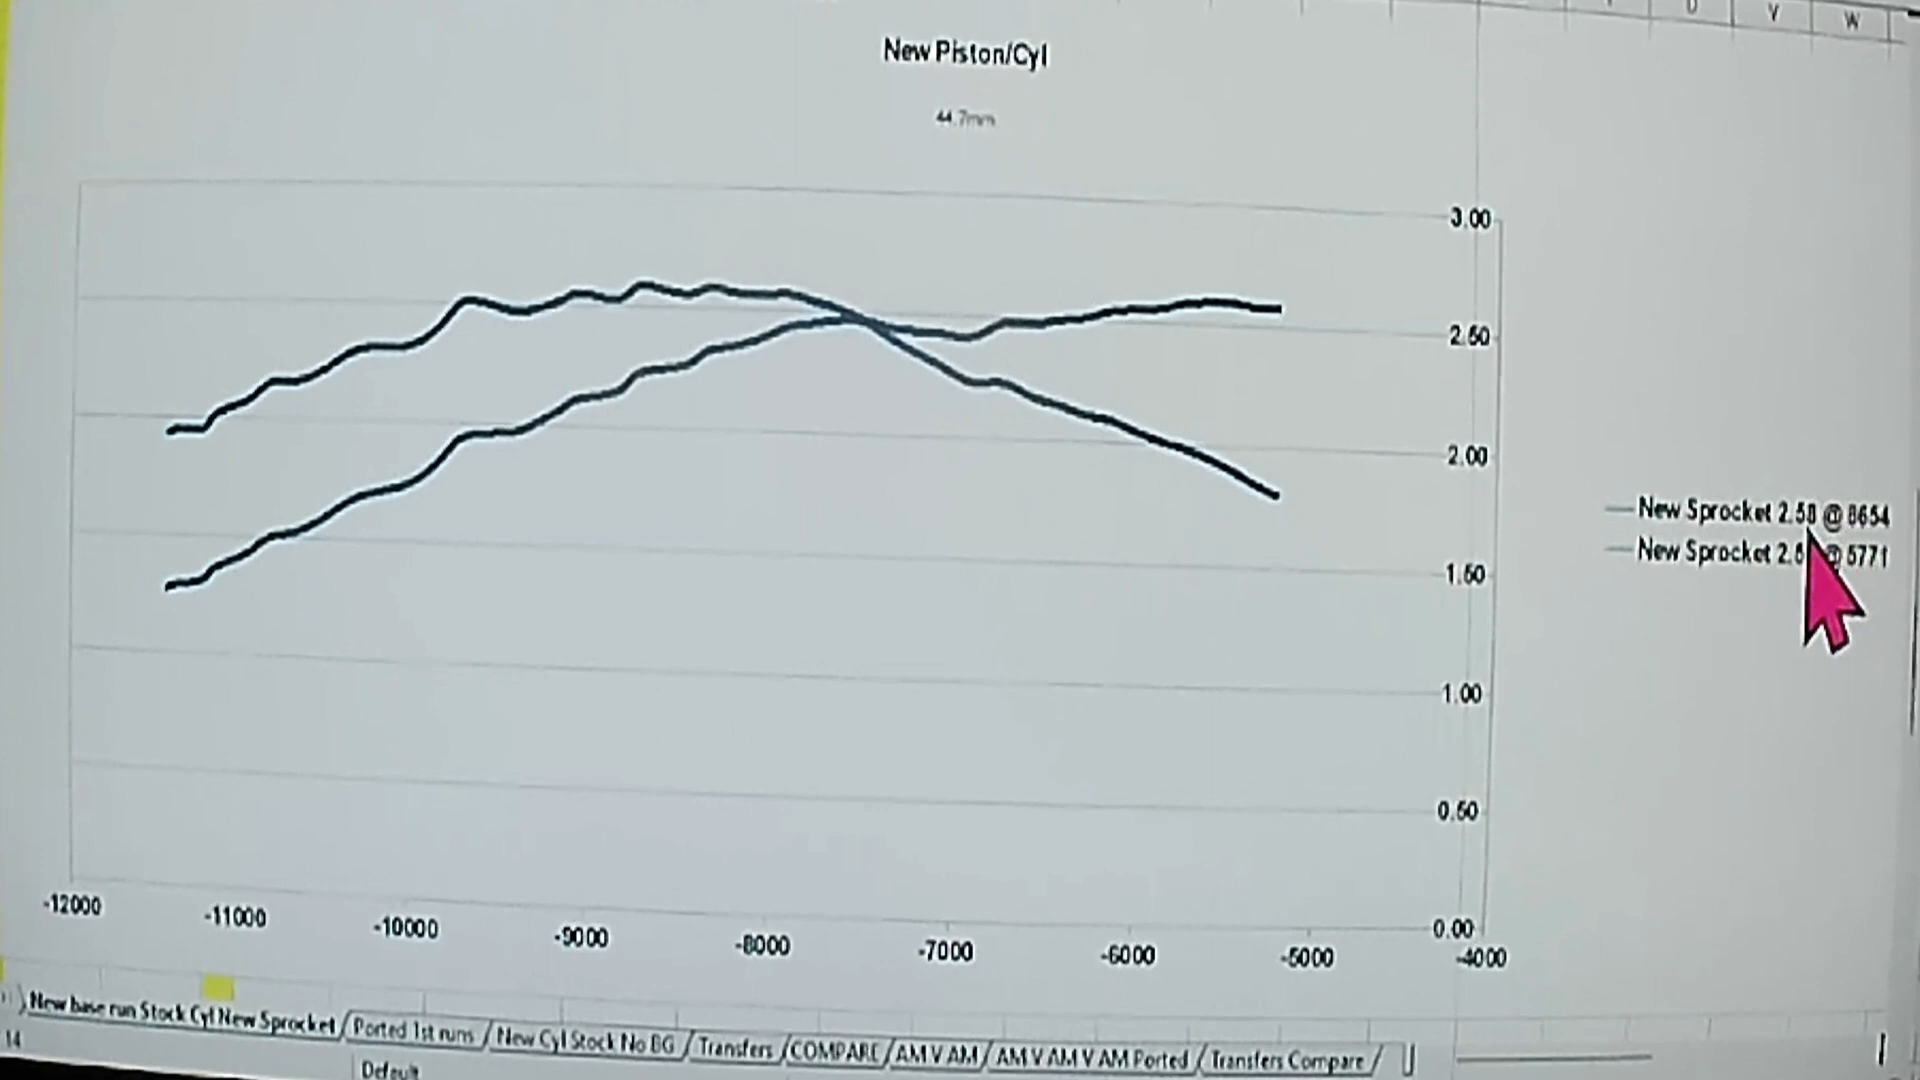 U V W
New Piston/Cyl
44.7mm
3.00
2.50
2.00
1.50
1.00
0.50
0.00
New Sprocket 2.58 @ 8654
New Sprocket 2. @ 5771
-12000 -11000 -10000 -9000 -8000 -7000 -6000 -5000 -4000
New base run Stock Cyl New Sprocket Ported 1st runs New Cyl Stock No BG Transfers COMPARE AM V AM AM V AM V AM Ported Transfers Compare
14
Default